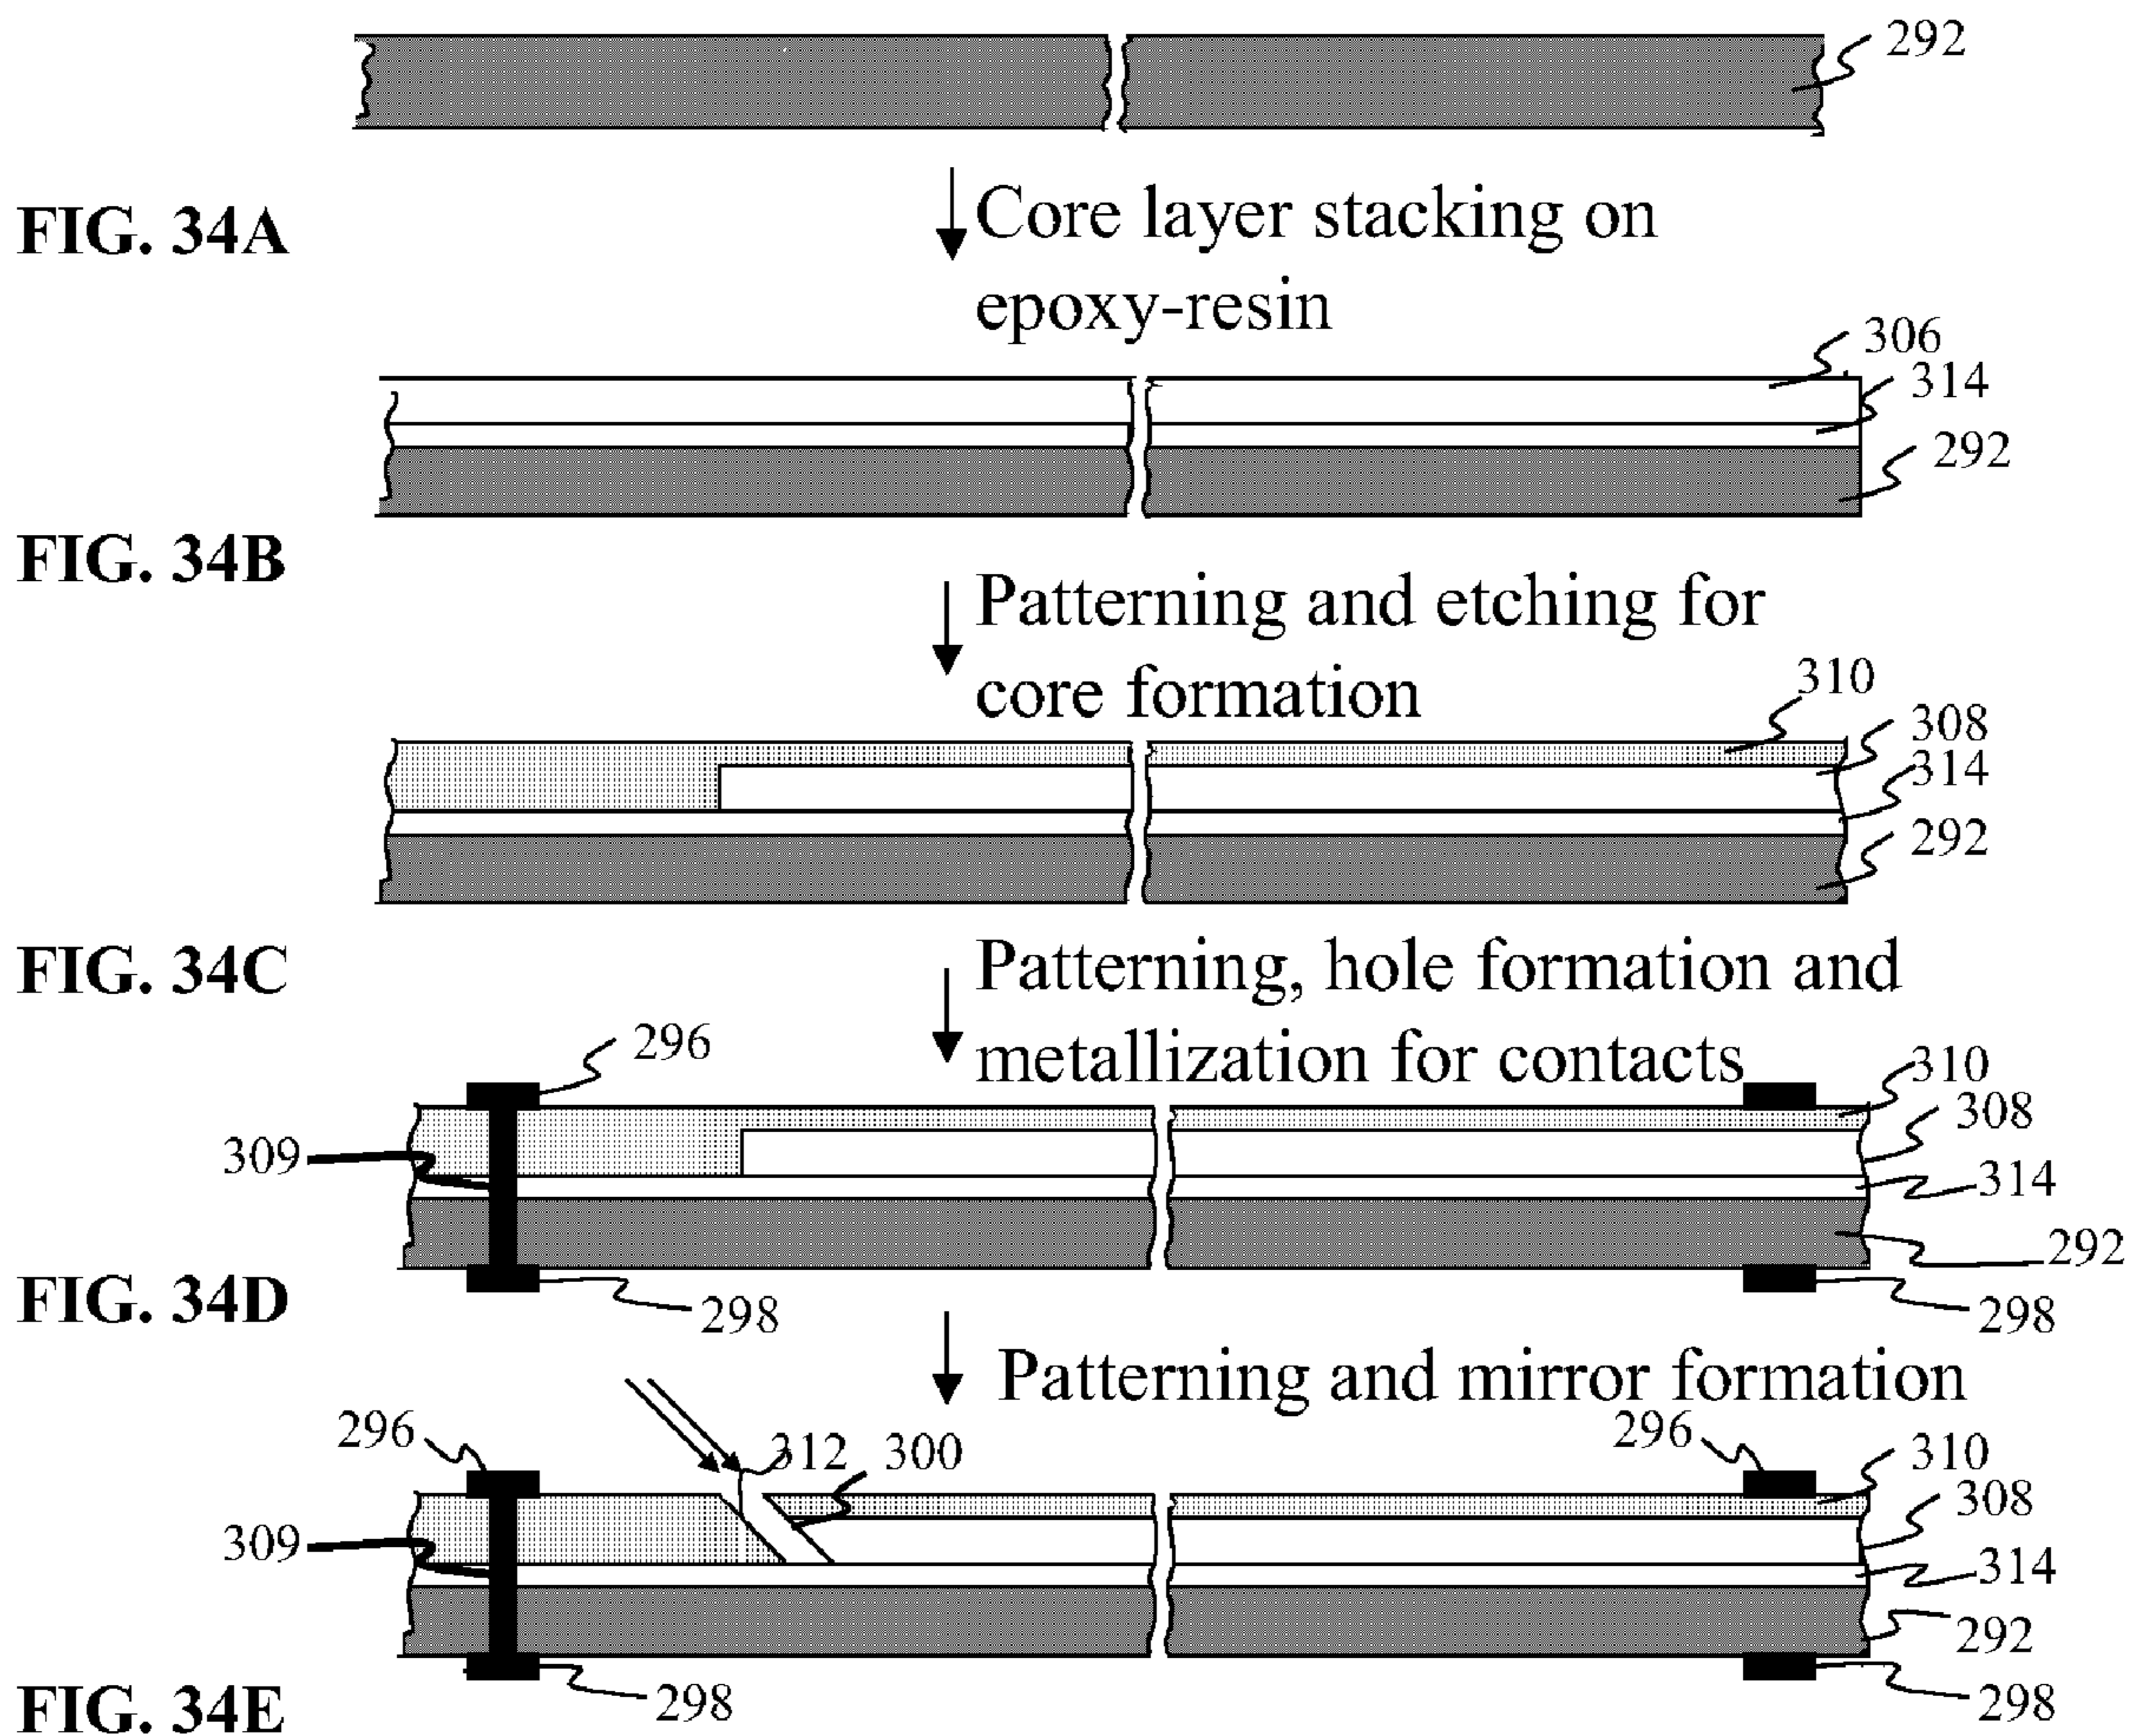 292
FIG. 34A
Core layer stacking on
epoxy-resin
306
314
292
FIG. 34B
Patterning and etching for
core formation
310
308
314
292
FIG. 34C
Patterning, hole formation and
metallization for contacts
296
310
308
309
314
292
FIG. 34D
298
298
Patterning and mirror formation
296
312
300
296
310
308
309
314
292
FIG. 34E
298
298